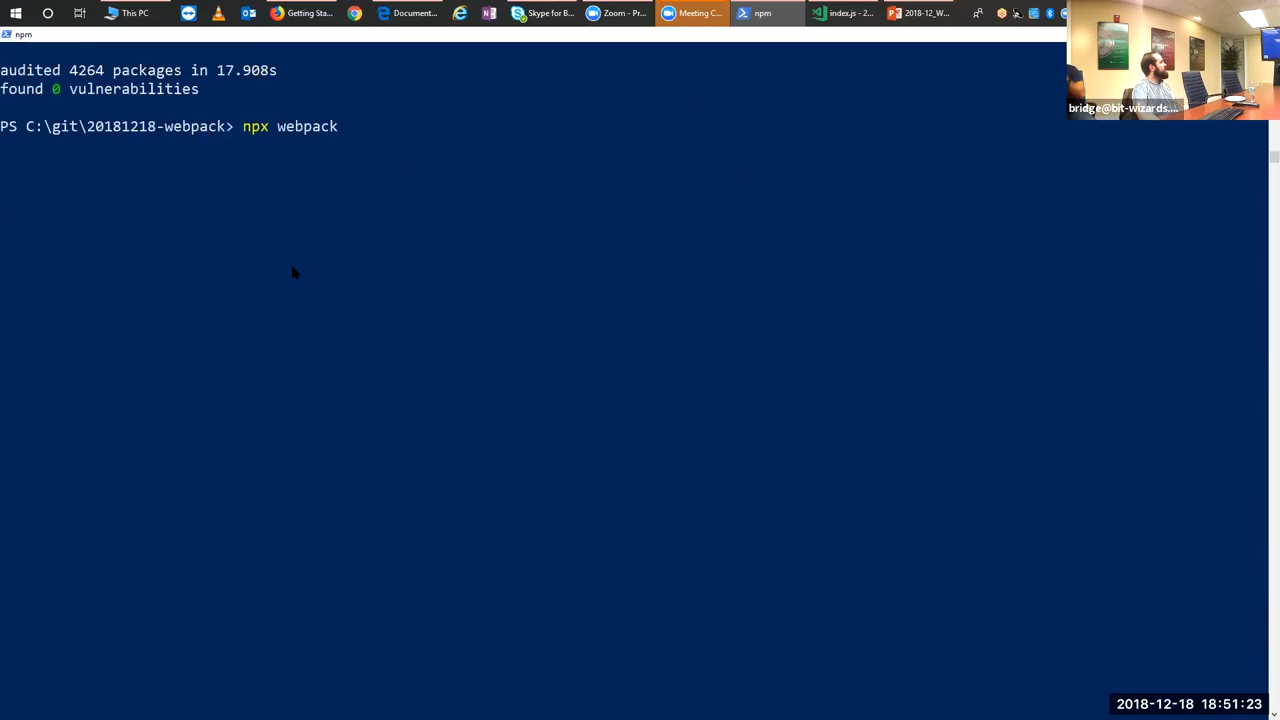 This PC
Getting Sta...
Document...
Skype for B...
Zoom - Pr...
Meeting C...
npm
index.js - 2...
2018-12_W...
npm
audited 4264 packages in 17.908s
found 0 vulnerabilities
PS C:\git\20181218-webpack> npx webpack
bridge@bit-wizards....
2018-12-18 18:51:23